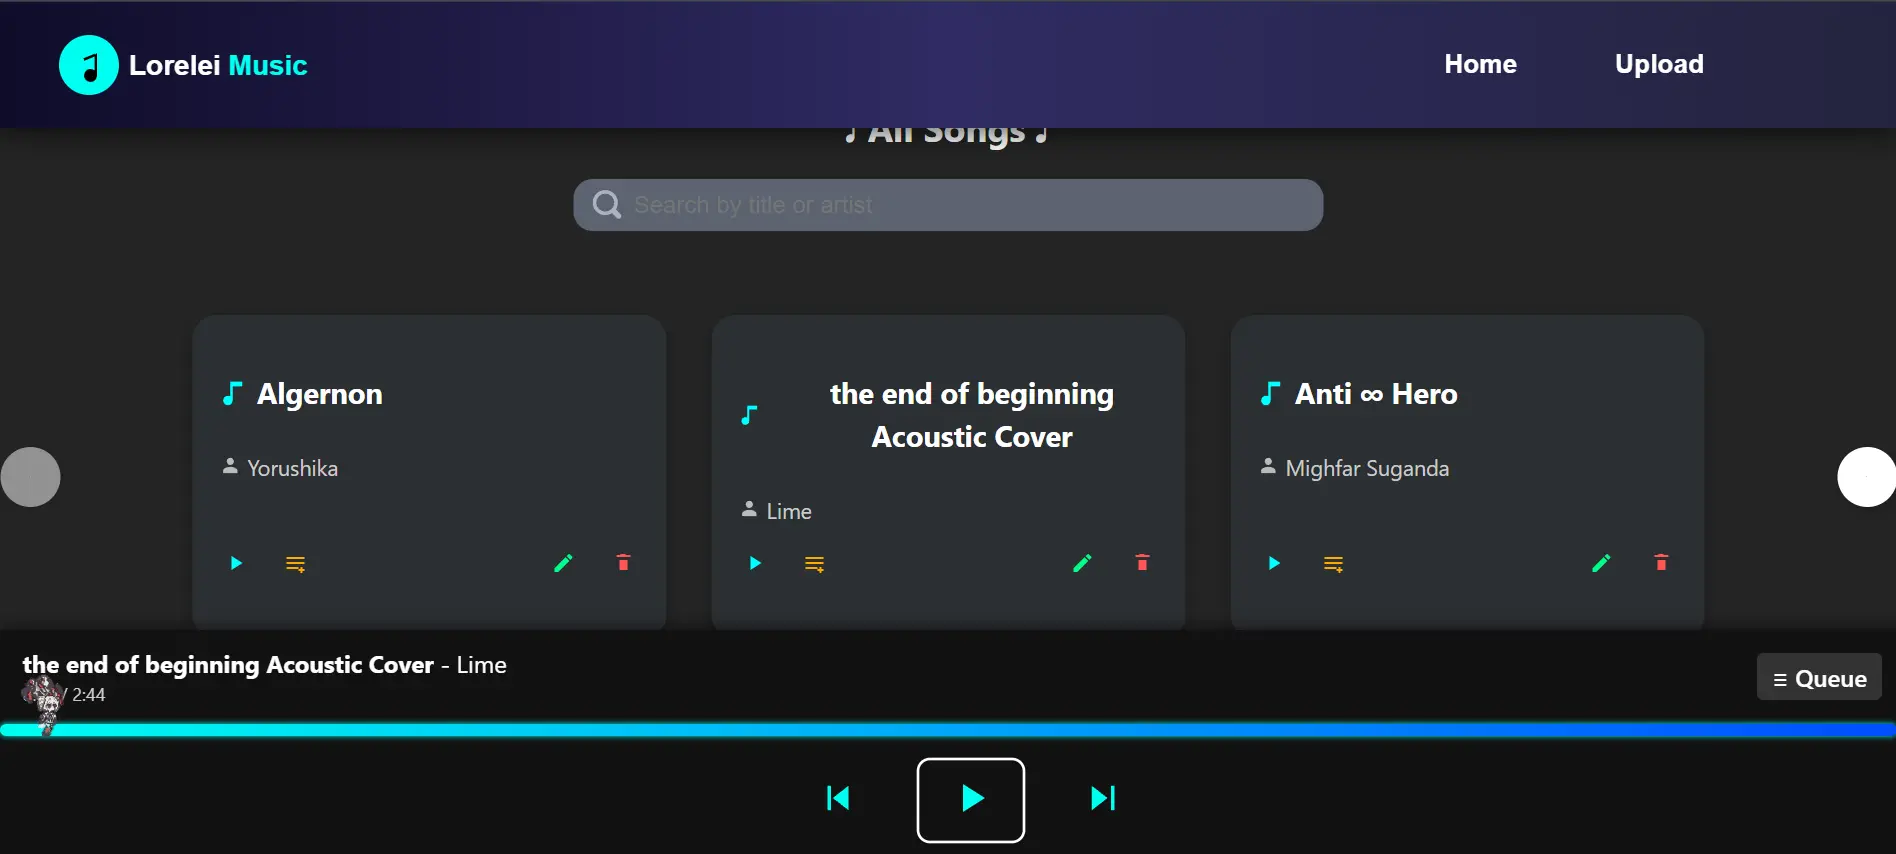 Lorelei Music
Home
Upload
♪ All Songs ♪
Search by title or artist
Algernon
Yorushika
the end of beginning
Acoustic Cover
Lime
Anti ∞ Hero
Mighfar Suganda
the end of beginning Acoustic Cover - Lime
/ 2:44
Queue